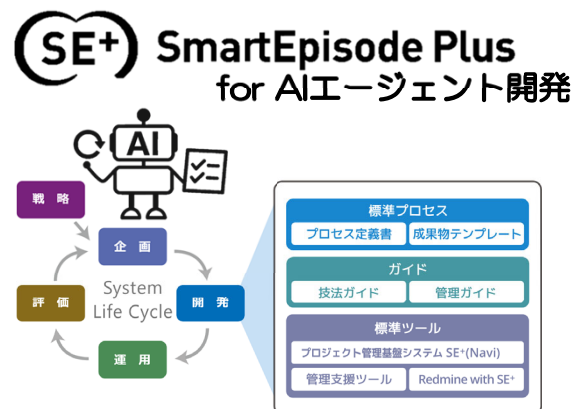 SE+
SmartEpisode Plus
for AIエージェント開発
AI
戦 略
企 画
評 価
System
Life Cycle
開 発
運 用
標準プロセス
プロセス定義書
成果物テンプレート
ガイド
技法ガイド
管理ガイド
標準ツール
プロジェクト管理基盤システム SE⁺(Navi)
管理支援ツール
Redmine with SE⁺